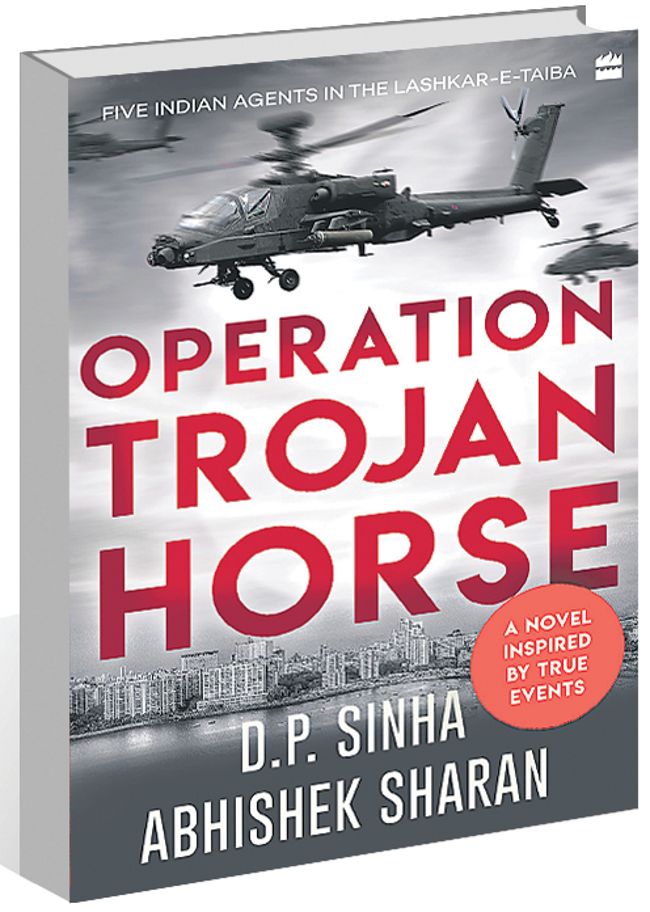 FIVE INDIAN AGENTS IN THE LASHKAR-E-TAIBA
OPERATION
TROJAN
HORSE
A NOVEL
INSPIRED
BY TRUE
EVENTS
D.P. SINHA
ABHISHEK SHARAN